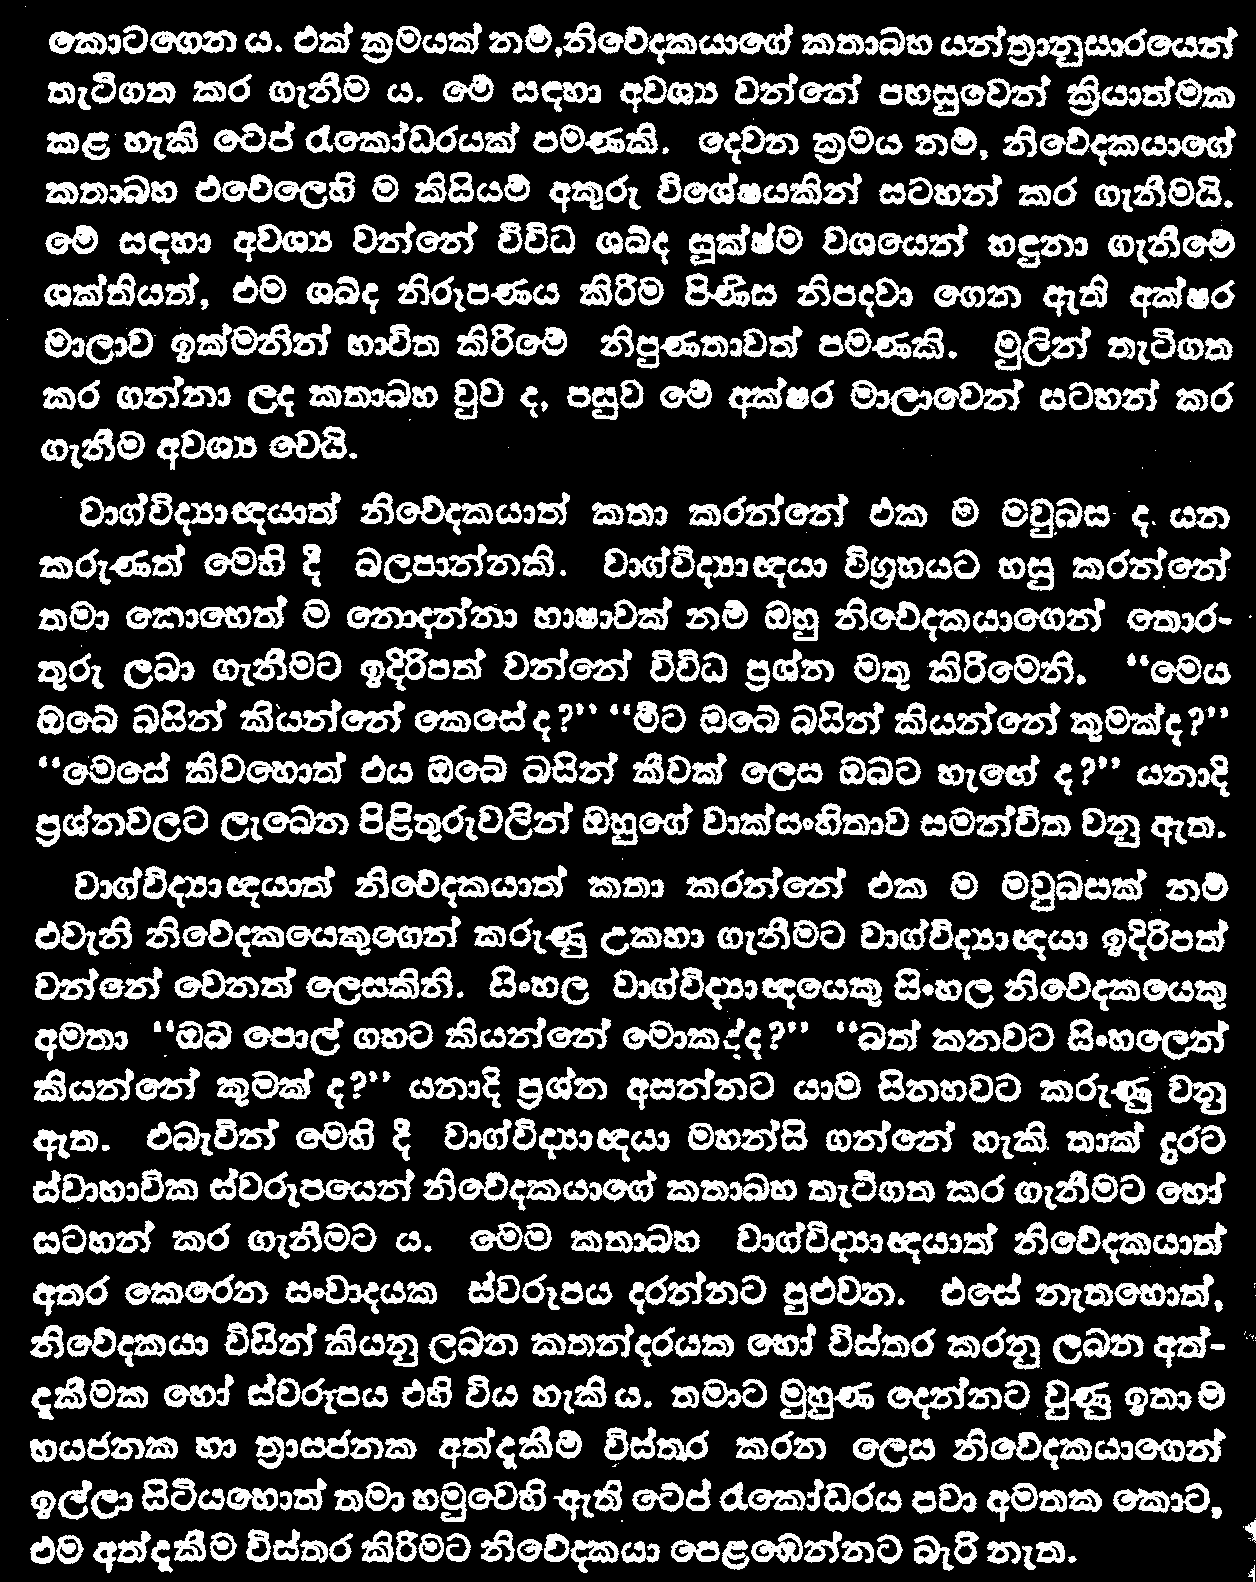 කොටගෙන ය. එක් ක්‍රමයක් නම්,නිවේදකයාගේ කතාබහ යන්ත්‍රානුසාරයෙන්
තැටිගත කර ගැනීම ය. මේ සඳහා අවශ්‍ය වන්නේ පහසුවෙන් ක්‍රියාත්මක
කළ හැකි ටේප් රැකෝඩරයක් පමණකි. දෙවන ක්‍රමය නම්, නිවේදකයාගේ
කතාබහ එවේලෙහි ම කිසියම් අකුරු විශේෂයකින් සටහන් කර ගැනීමයි.
මේ සඳහා අවශ්‍ය වන්නේ විවිධ ශබ්ද සූක්ෂ්ම වශයෙන් හඳුනා ගැනීමේ
ශක්තියත්, එම ශබ්ද නිරූපණය කිරීම පිණිස නිපදවා ගෙන ඇති අක්ෂර
මාලාව ඉක්මනින් භාවිත කිරීමේ නිපුණතාවත් පමණකි. මුලින් තැටිගත
කර ගන්නා ලද කතාබහ වුව ද, පසුව මේ අක්ෂර මාලාවෙන් සටහන් කර
ගැනීම අවශ්‍ය වෙයි.
වාග්විද්‍යාඥයාත් නිවේදකයාත් කතා කරන්නේ එක ම මවුබස ද යන
කරුණත් මෙහි දී බලපාන්නකි. වාග්විද්‍යාඥයා විග්‍රහයට හසු කරන්නේ
තමා කොහෙත් ම නොදන්නා භාෂාවක් නම් ඔහු නිවේදකයාගෙන් තොර-
තුරු ලබා ගැනීමට ඉදිරිපත් වන්නේ විවිධ ප්‍රශ්න මතු කිරීමෙනි. “මෙය
ඔබේ බසින් කියන්නේ කෙසේ ද?” “මීට ඔබේ බසින් කියන්නේ කුමක්ද?”
“මෙසේ කිවහොත් එය ඔබේ බසින් කීවක් ලෙස ඔබට හැඟේ ද?” යනාදි
ප්‍රශ්නවලට ලැබෙන පිළිතුරුවලින් ඔහුගේ වාක්සංහිතාව සමන්විත වනු ඇත.
වාග්විද්‍යාඥයාත් නිවේදකයාත් කතා කරන්නේ එක ම මවුබසක් නම්
එවැනි නිවේදකයෙකුගෙන් කරුණු උකහා ගැනීමට වාග්විද්‍යාඥයා ඉදිරිපත්
වන්නේ වෙනත් ලෙසකිනි. සිංහල වාග්විද්‍යාඥයෙකු සිංහල නිවේදකයෙකු
අමතා “ඔබ පොල් ගහට කියන්නේ මොකද්ද?” “බත් කනවට සිංහලෙන්
කියන්නේ කුමක් ද?” යනාදි ප්‍රශ්න අසන්නට යාම සිනහවට කරුණු වනු
ඇත. එබැවින් මෙහි දී වාග්විද්‍යාඥයා මහන්සි ගන්නේ හැකි තාක් දුරට
ස්වාභාවික ස්වරූපයෙන් නිවේදකයාගේ කතාබහ තැටිගත කර ගැනීමට හෝ
සටහන් කර ගැනීමට ය. මෙම කතාබහ වාග්විද්‍යාඥයාත් නිවේදකයාත්
අතර කෙරෙන සංවාදයක ස්වරූපය දරන්නට පුළුවන. එසේ නැතහොත්,
නිවේදකයා විසින් කියනු ලබන කතන්දරයක හෝ විස්තර කරනු ලබන අත්-
දැකීමක හෝ ස්වරූපය එහි විය හැකි ය. තමාට මුහුණ දෙන්නට වුණු ඉතා ම
භයජනක හා ත්‍රාසජනක අත්දැකීම් විස්තර කරන ලෙස නිවේදකයාගෙන්
ඉල්ලා සිටියහොත් තමා හමුවෙහි ඇති ටේප් රැකෝඩරය පවා අමතක කොට,
එම අත්දැකීම විස්තර කිරීමට නිවේදකයා පෙළඹෙන්නට බැරි නැත.